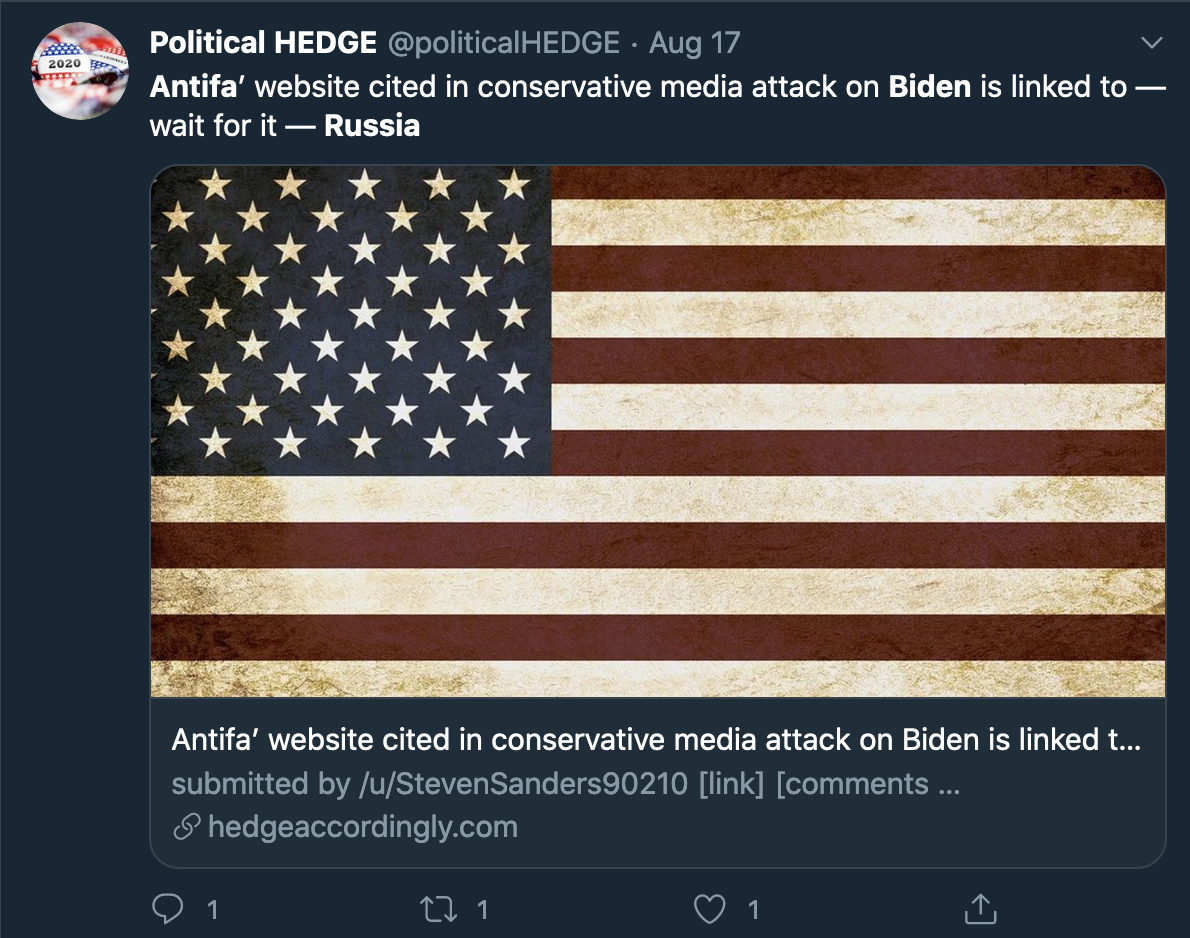 Political HEDGE @politicalHEDGE · Aug 17
2020
Antifa’ website cited in conservative media attack on Biden is linked to —
wait for it — Russia
Antifa’ website cited in conservative media attack on Biden is linked t...
submitted by /u/StevenSanders90210 [link] [comments ...
hedgeaccordingly.com
1 1 1